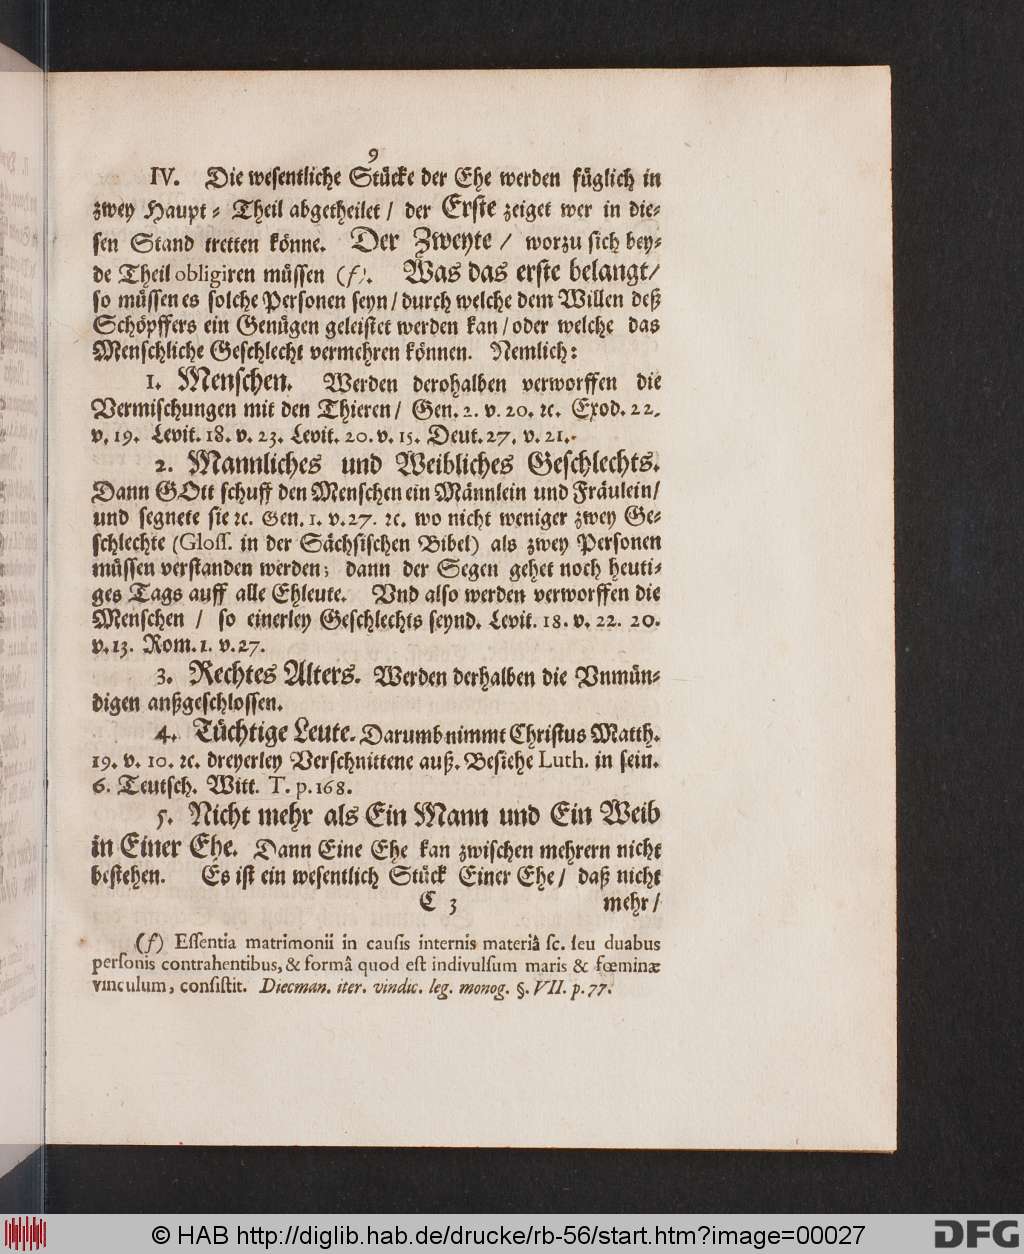 9
IV. Die wesentliche Stücke der Ehe werden füglich in
zwey Haupt-Theil abgetheilet / der Erste zeiget wer in die-
sen Stand tretten könne. Der Zweyte / worzu sich bey-
de Theil obligiren müssen (f). Was das erste belangt /
so müssen es solche Personen seyn / durch welche dem Willen deß
Schöpffers ein Genügen geleistet werden kan / oder welche das
Menschliche Geschlecht vermehren können. Nemlich:
1. Menschen. Werden derohalben verworffen die
Vermischungen mit den Thieren / Gen. 2. v. 20. ꝛc. Exod. 22.
v. 19. Levit. 18. v. 23. Levit. 20. v. 15. Deut. 27. v. 21.
2. Mannliches und Weibliches Geschlechts.
Dann GOtt schuff den Menschen ein Männlein und Fräulein /
und segnete sie ꝛc. Gen. 1. v. 27. ꝛc. wo nicht weniger zwey Ge-
schlechte (Gloss. in der Sächsischen Bibel) als zwey Personen
müssen verstanden werden; dann der Segen gehet noch heuti-
ges Tags auff alle Ehleute. Vnd also werden verworffen die
Menschen / so einerley Geschlechts seynd. Levit. 18. v. 22. 20.
v. 13. Rom. 1. v. 27.
3. Rechtes Alters. Werden derhalben die Vnmün-
digen anßgeschlossen.
4. Tüchtige Leute. Darumb nimmt Christus Matth.
19. v. 10. ꝛc. dreyerley Verschnittene auß. Besiehe Luth. in sein.
6. Teutsch. Witt. T. p. 168.
5. Nicht mehr als Ein Mann und Ein Weib
in Einer Ehe. Dann Eine Ehe kan zwischen mehrern nicht
bestehen. Es ist ein wesentlich Stück Einer Ehe / daß nicht
C 3 mehr /
(f) Essentia matrimonii in causis internis materiâ sc. seu duabus
personis contrahentibus, & formâ quod est indivulsum maris & fœminæ
vinculum, consistit. Diecman. iter. vindic. leg. monog. §. VII. p. 77.
© HAB http://diglib.hab.de/drucke/rb-56/start.htm?image=00027
DFG